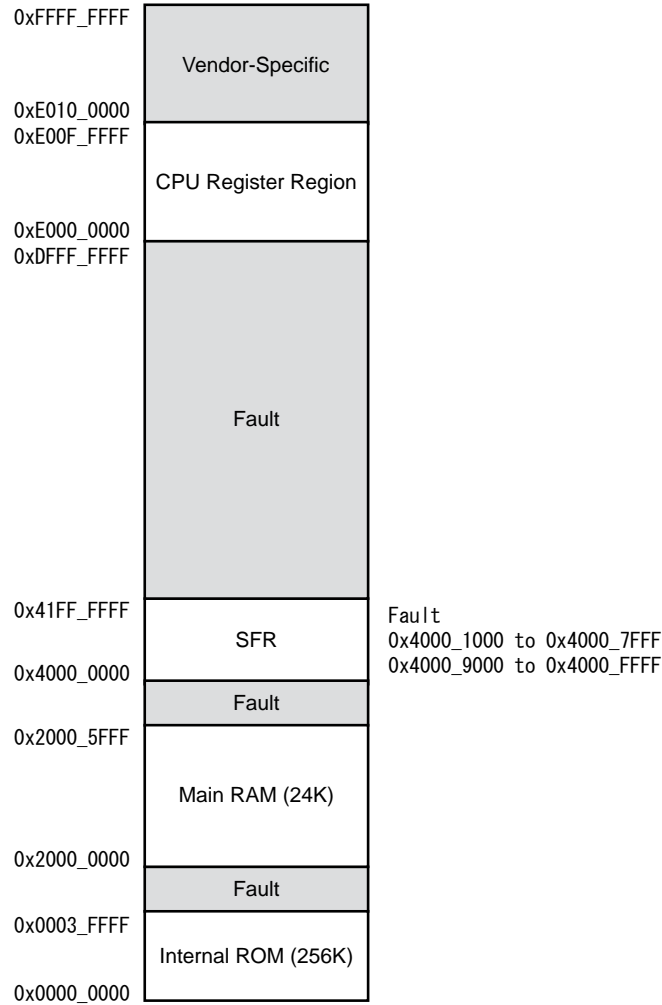 0xFFFF_FFFF
Vendor-Specific
0xE010_0000
0xE00F_FFFF
CPU Register Region
0xE000_0000
0xDFFF_FFFF
Fault
0x41FF_FFFF
SFR
0x4000_0000
Fault
0x4000_1000 to 0x4000_7FFF
0x4000_9000 to 0x4000_FFFF
Fault
0x2000_5FFF
Main RAM (24K)
0x2000_0000
Fault
0x0003_FFFF
Internal ROM (256K)
0x0000_0000